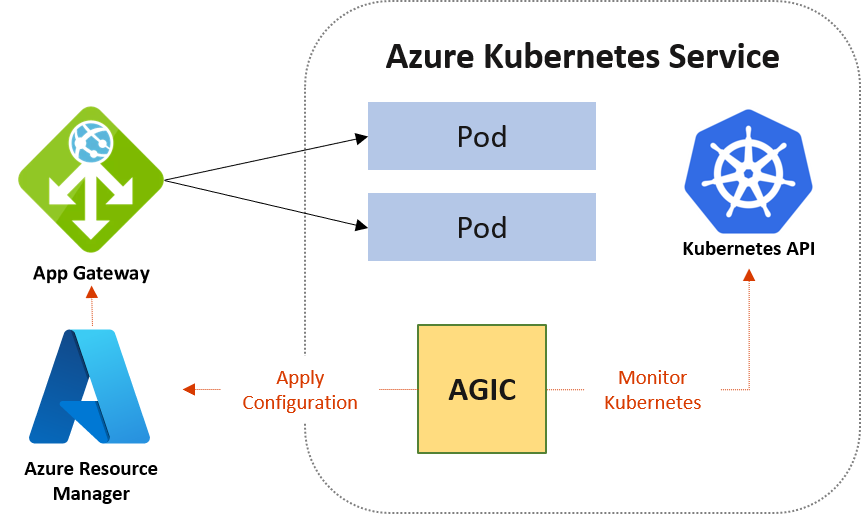 Azure Kubernetes Service
Pod
Pod
App Gateway
Kubernetes API
Apply
Configuration
AGIC
Monitor
Kubernetes
Azure Resource
Manager